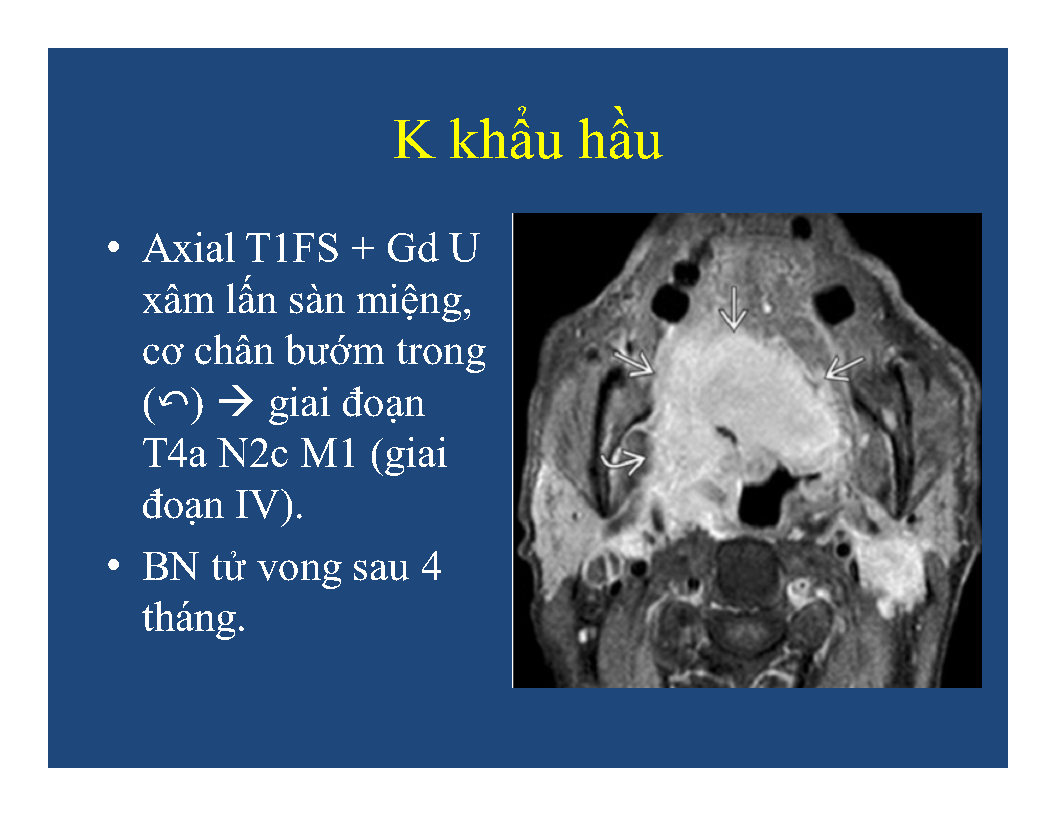 K khẩu hầu
• Axial T1FS + Gd U
xâm lấn sàn miệng,
cơ chân bướm trong
(⤺) → giai đoạn
T4a N2c M1 (giai
đoạn IV).
• BN tử vong sau 4
tháng.